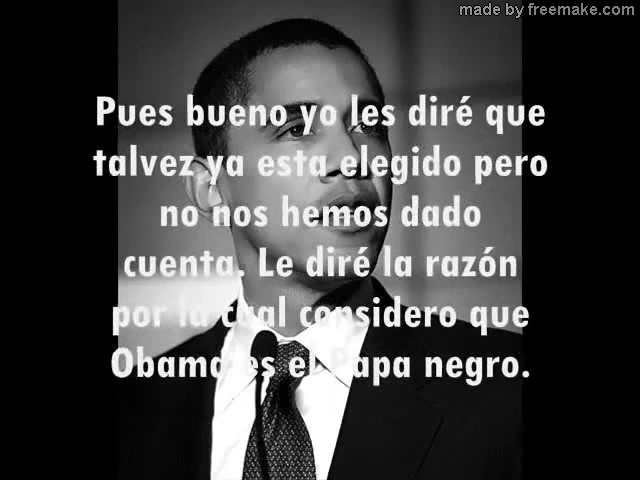 made by freemake.com
Pues bueno yo les diré que
talvez ya esta elegido pero
no nos hemos dado
cuenta. Le diré la razón
por la cual considero que
Obama es el Papa negro.